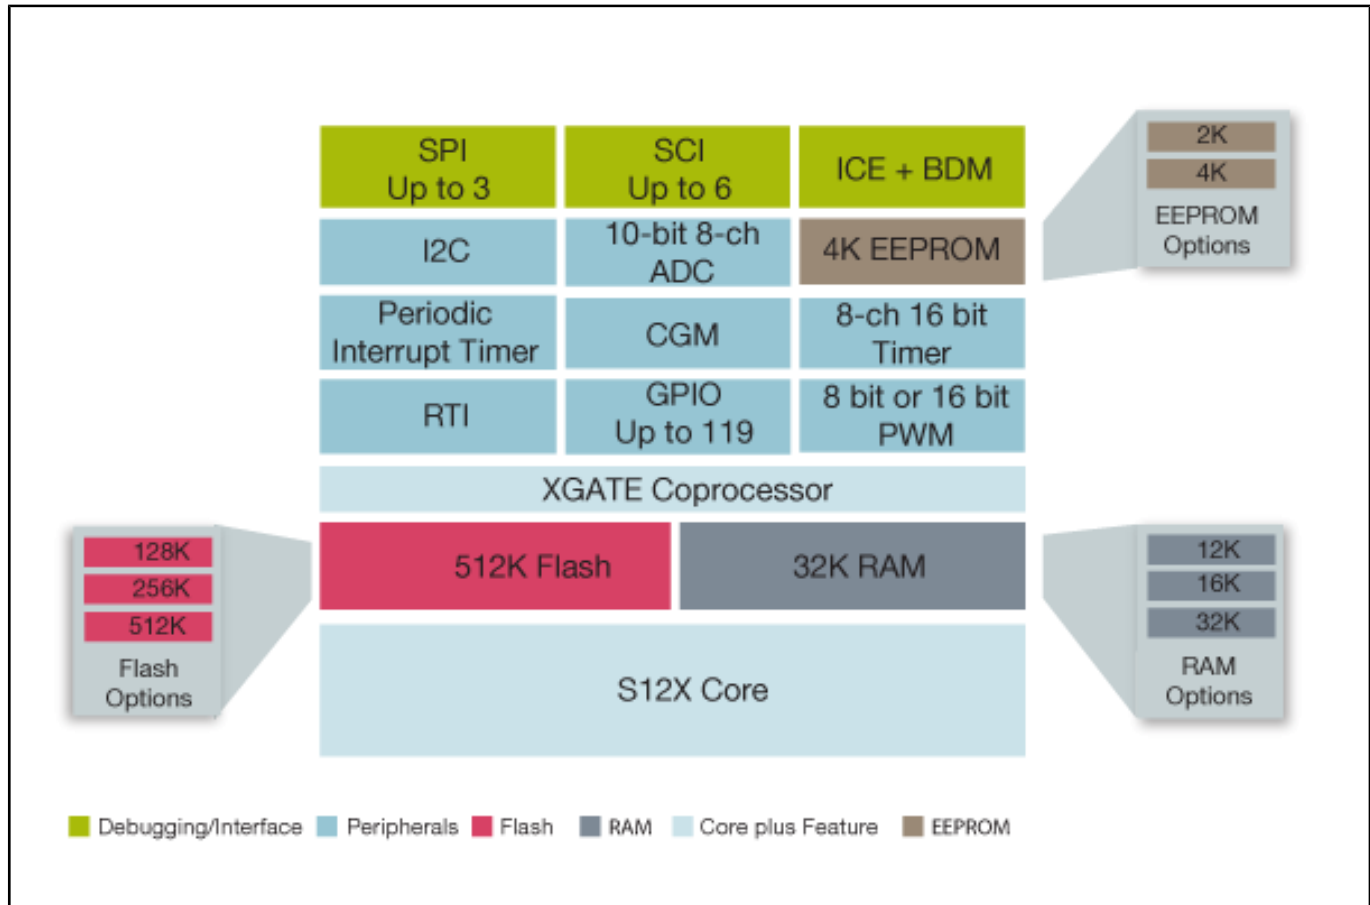 SPI
Up to 3
SCI
Up to 6
ICE + BDM
2K
4K
EEPROM
Options
I2C
10-bit 8-ch
ADC
4K EEPROM
Periodic
Interrupt Timer
CGM
8-ch 16 bit
Timer
RTI
GPIO
Up to 119
8 bit or 16 bit
PWM
XGATE Coprocessor
128K
256K
512K
Flash
Options
512K Flash
32K RAM
12K
16K
32K
RAM
Options
S12X Core
Debugging/Interface
Peripherals
Flash
RAM
Core plus Feature
EEPROM